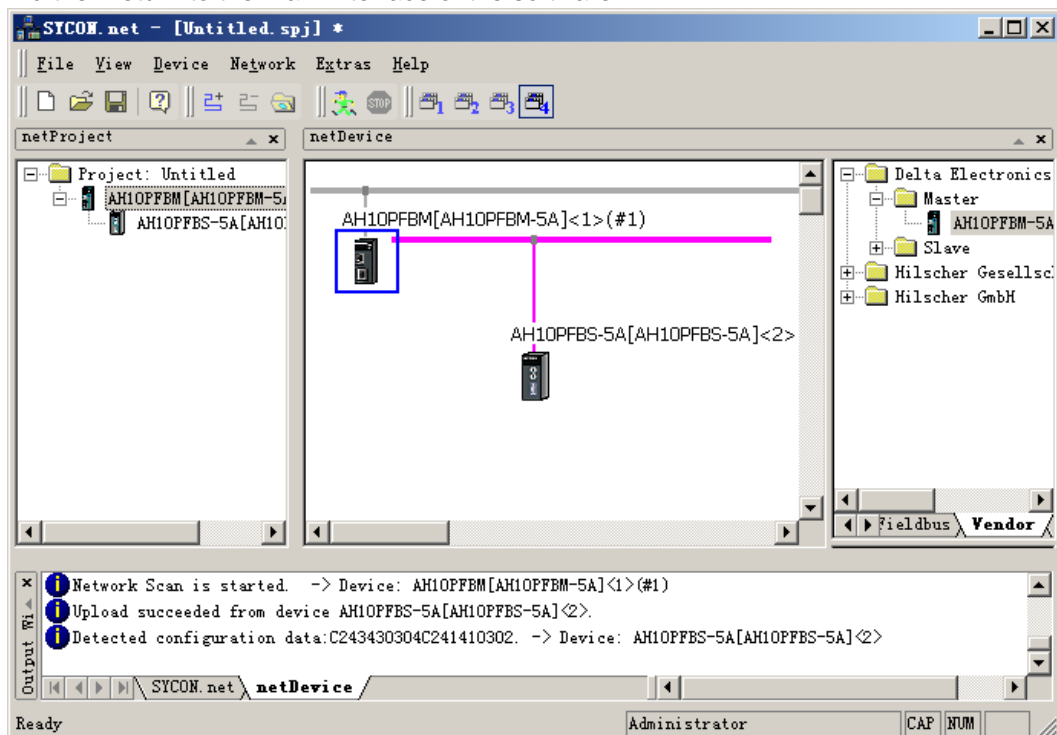 SYCON.net - [Untitled.spj] *
File View Device Network Extras Help
netProject
netDevice
Project: Untitled
AH10PFBM[AH10PFBM-5
AH10PFBS-5A[AH10
AH10PFBM[AH10PFBM-5A]<1>(#1)
AH10PFBS-5A[AH10PFBS-5A]<2>
Delta Electronics
Master
AH10PFBM-5A
Slave
Hilscher Gesellsc
Hilscher GmbH
Fieldbus Vendor
Network Scan is started. -> Device: AH10PFBM[AH10PFBM-5A]<1>(#1)
Upload succeeded from device AH10PFBS-5A[AH10PFBS-5A]<2>.
Detected configuration data:C243430304C241410302. -> Device: AH10PFBS-5A[AH10PFBS-5A]<2>
Output Wi
SYCON.net netDevice
Ready Administrator CAP NUM